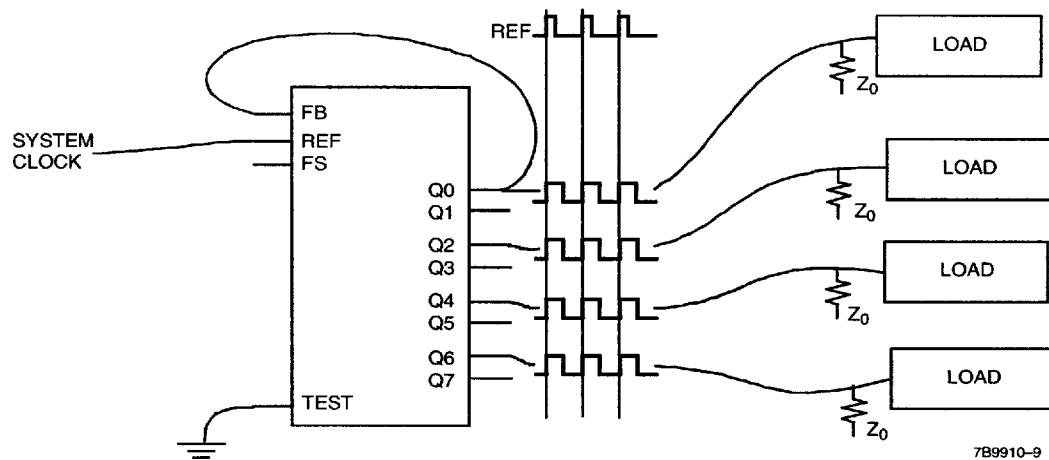 REF
LOAD
Z0
FB
SYSTEM
CLOCK
REF
FS
LOAD
Z0
Q0
Q1
Q2
Q3
LOAD
Z0
Q4
Q5
Q6
Q7
LOAD
Z0
TEST
7B9910–9